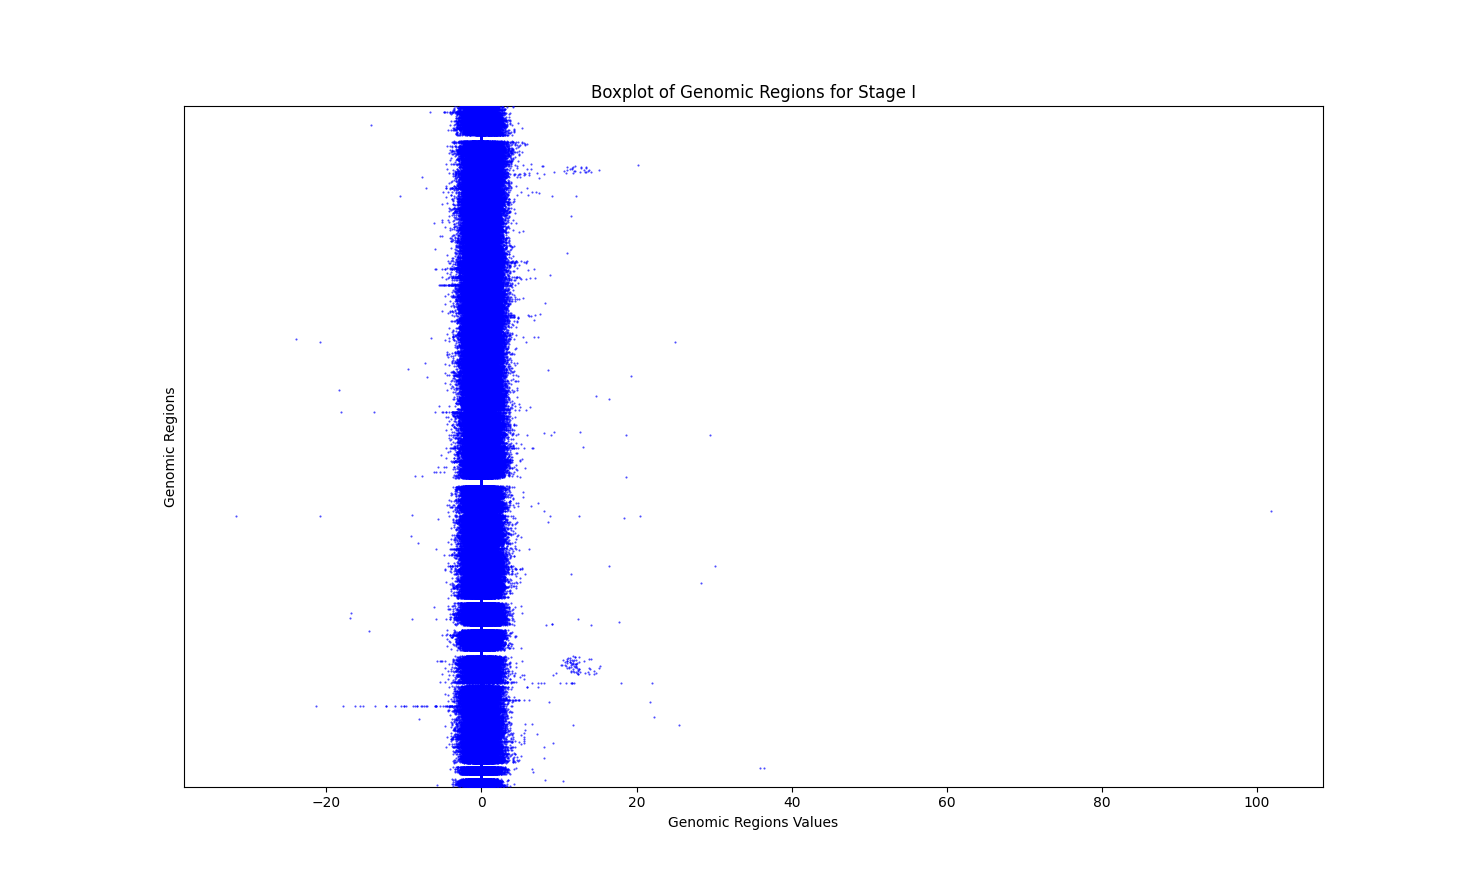 Boxplot of Genomic Regions for Stage I
Genomic Regions
−20 0 20 40 60 80 100
Genomic Regions Values